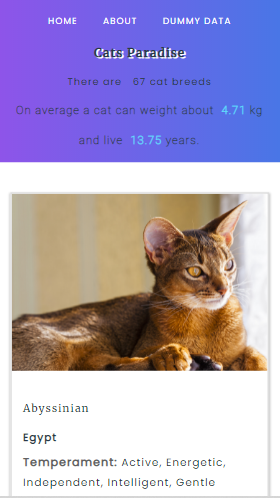 HOME ABOUT DUMMY DATA
Cats Paradise
There are 67 cat breeds
On average a cat can weight about 4.71 kg
and live 13.75 years.
Abyssinian
Egypt
Temperament: Active, Energetic,
Independent, Intelligent, Gentle